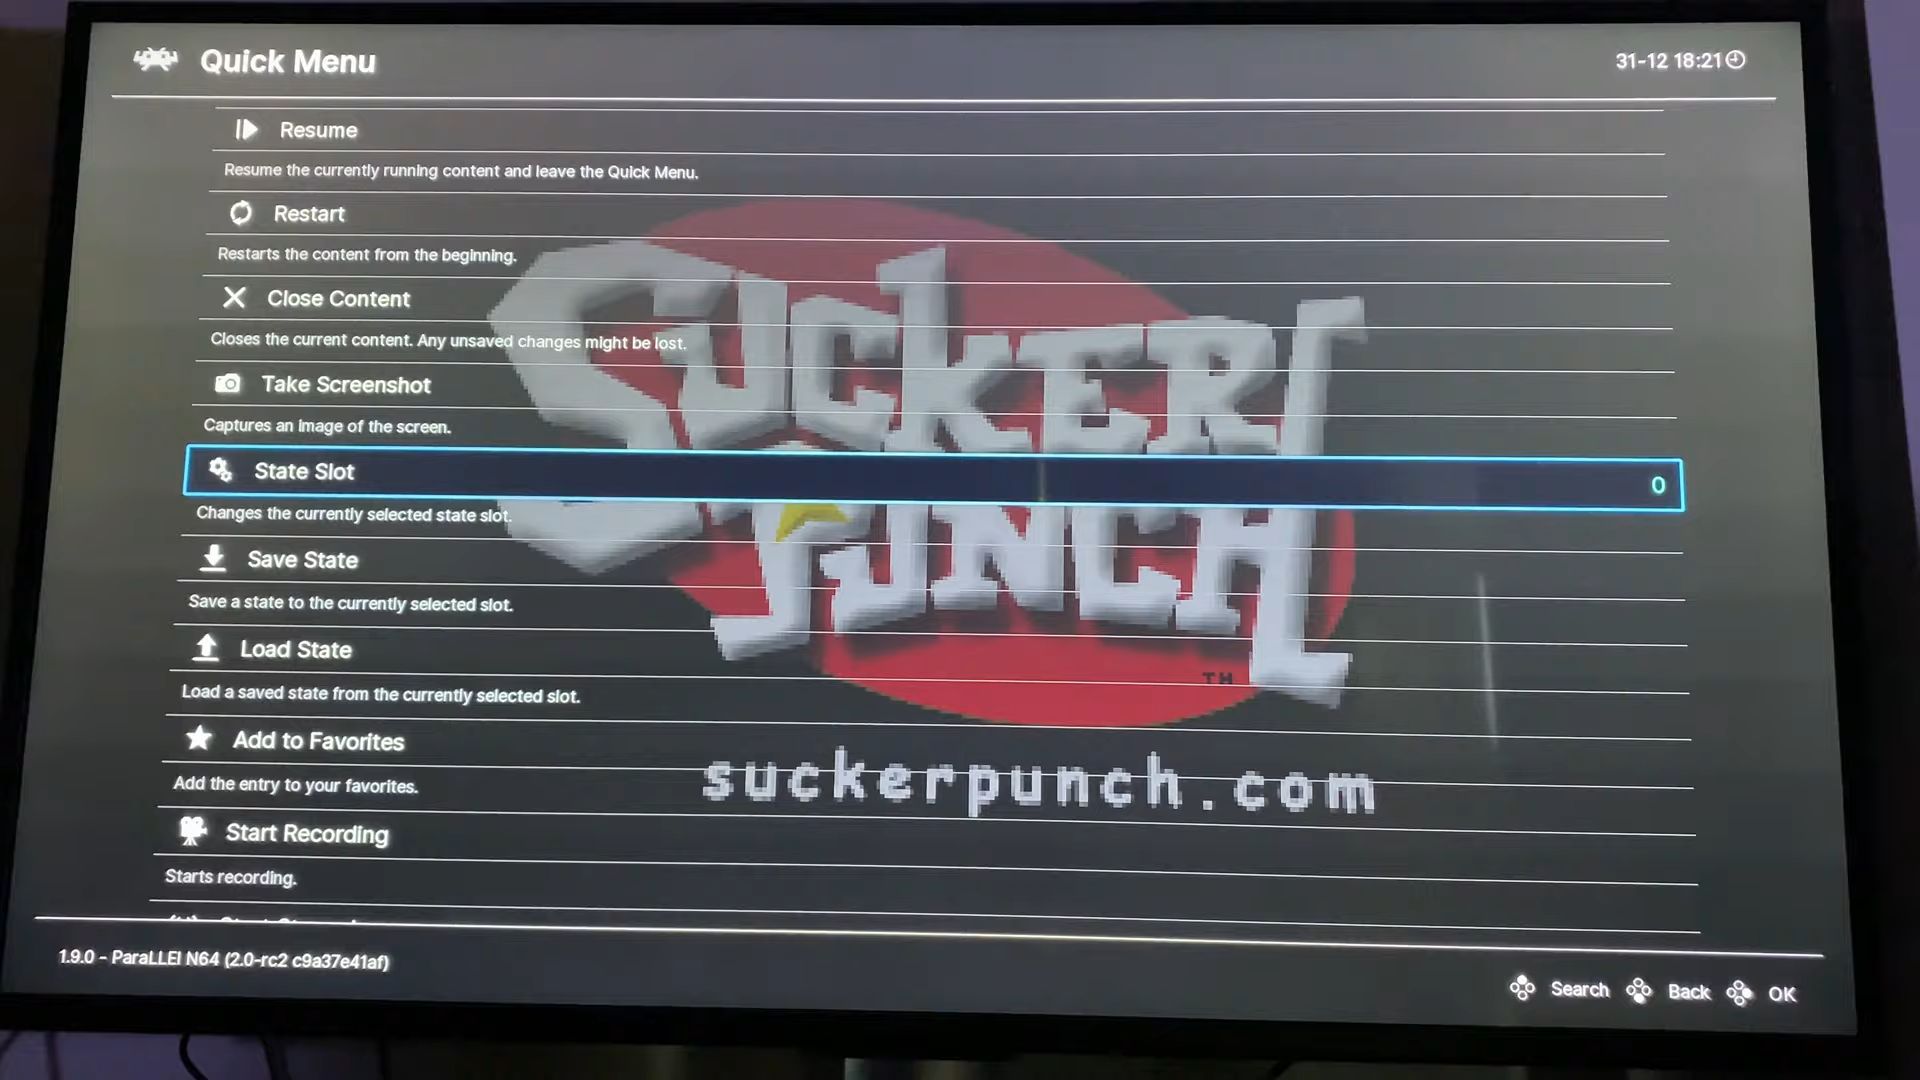 Quick Menu
31-12 18:21
Resume
Resume the currently running content and leave the Quick Menu.
Restart
Restarts the content from the beginning.
Close Content
Closes the current content. Any unsaved changes might be lost.
Take Screenshot
Captures an image of the screen.
State Slot 0
Changes the currently selected state slot.
Save State
Save a state to the currently selected slot.
Load State
Load a saved state from the currently selected slot.
Add to Favorites
Add the entry to your favorites.
Start Recording
Starts recording.
SUCKER
PUNCH
TM
suckerpunch.com
1.9.0 - ParaLLEl N64 (2.0-rc2 c9a37e41af)
Search Back OK